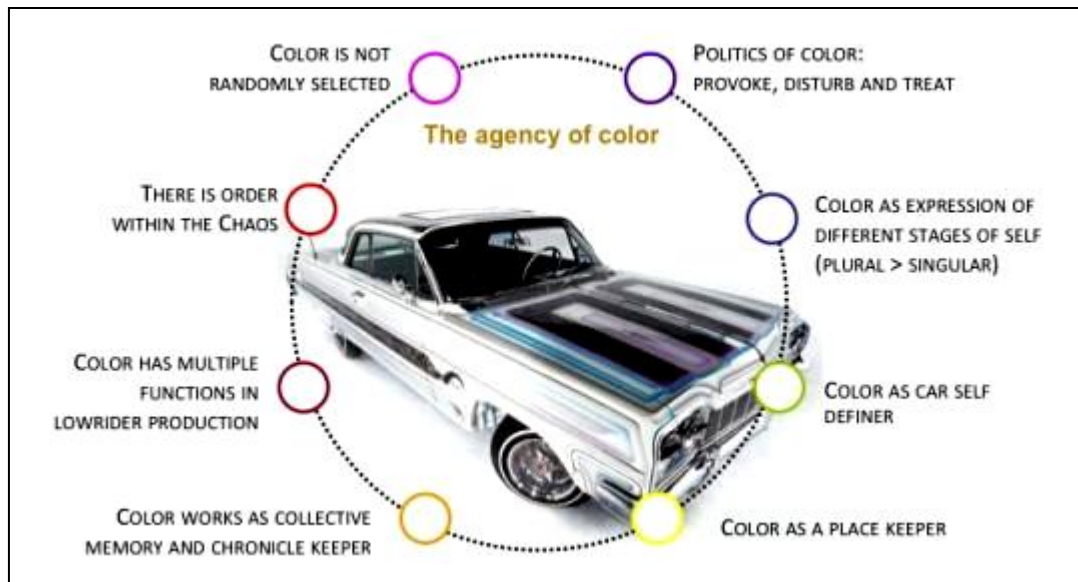 The agency of color
COLOR IS NOT
RANDOMLY SELECTED
POLITICS OF COLOR:
PROVOKE, DISTURB AND TREAT
THERE IS ORDER
WITHIN THE CHAOS
COLOR AS EXPRESSION OF
DIFFERENT STAGES OF SELF
(PLURAL > SINGULAR)
COLOR HAS MULTIPLE
FUNCTIONS IN
LOWRIDER PRODUCTION
COLOR AS CAR SELF
DEFINER
COLOR WORKS AS COLLECTIVE
MEMORY AND CHRONICLE KEEPER
COLOR AS A PLACE KEEPER